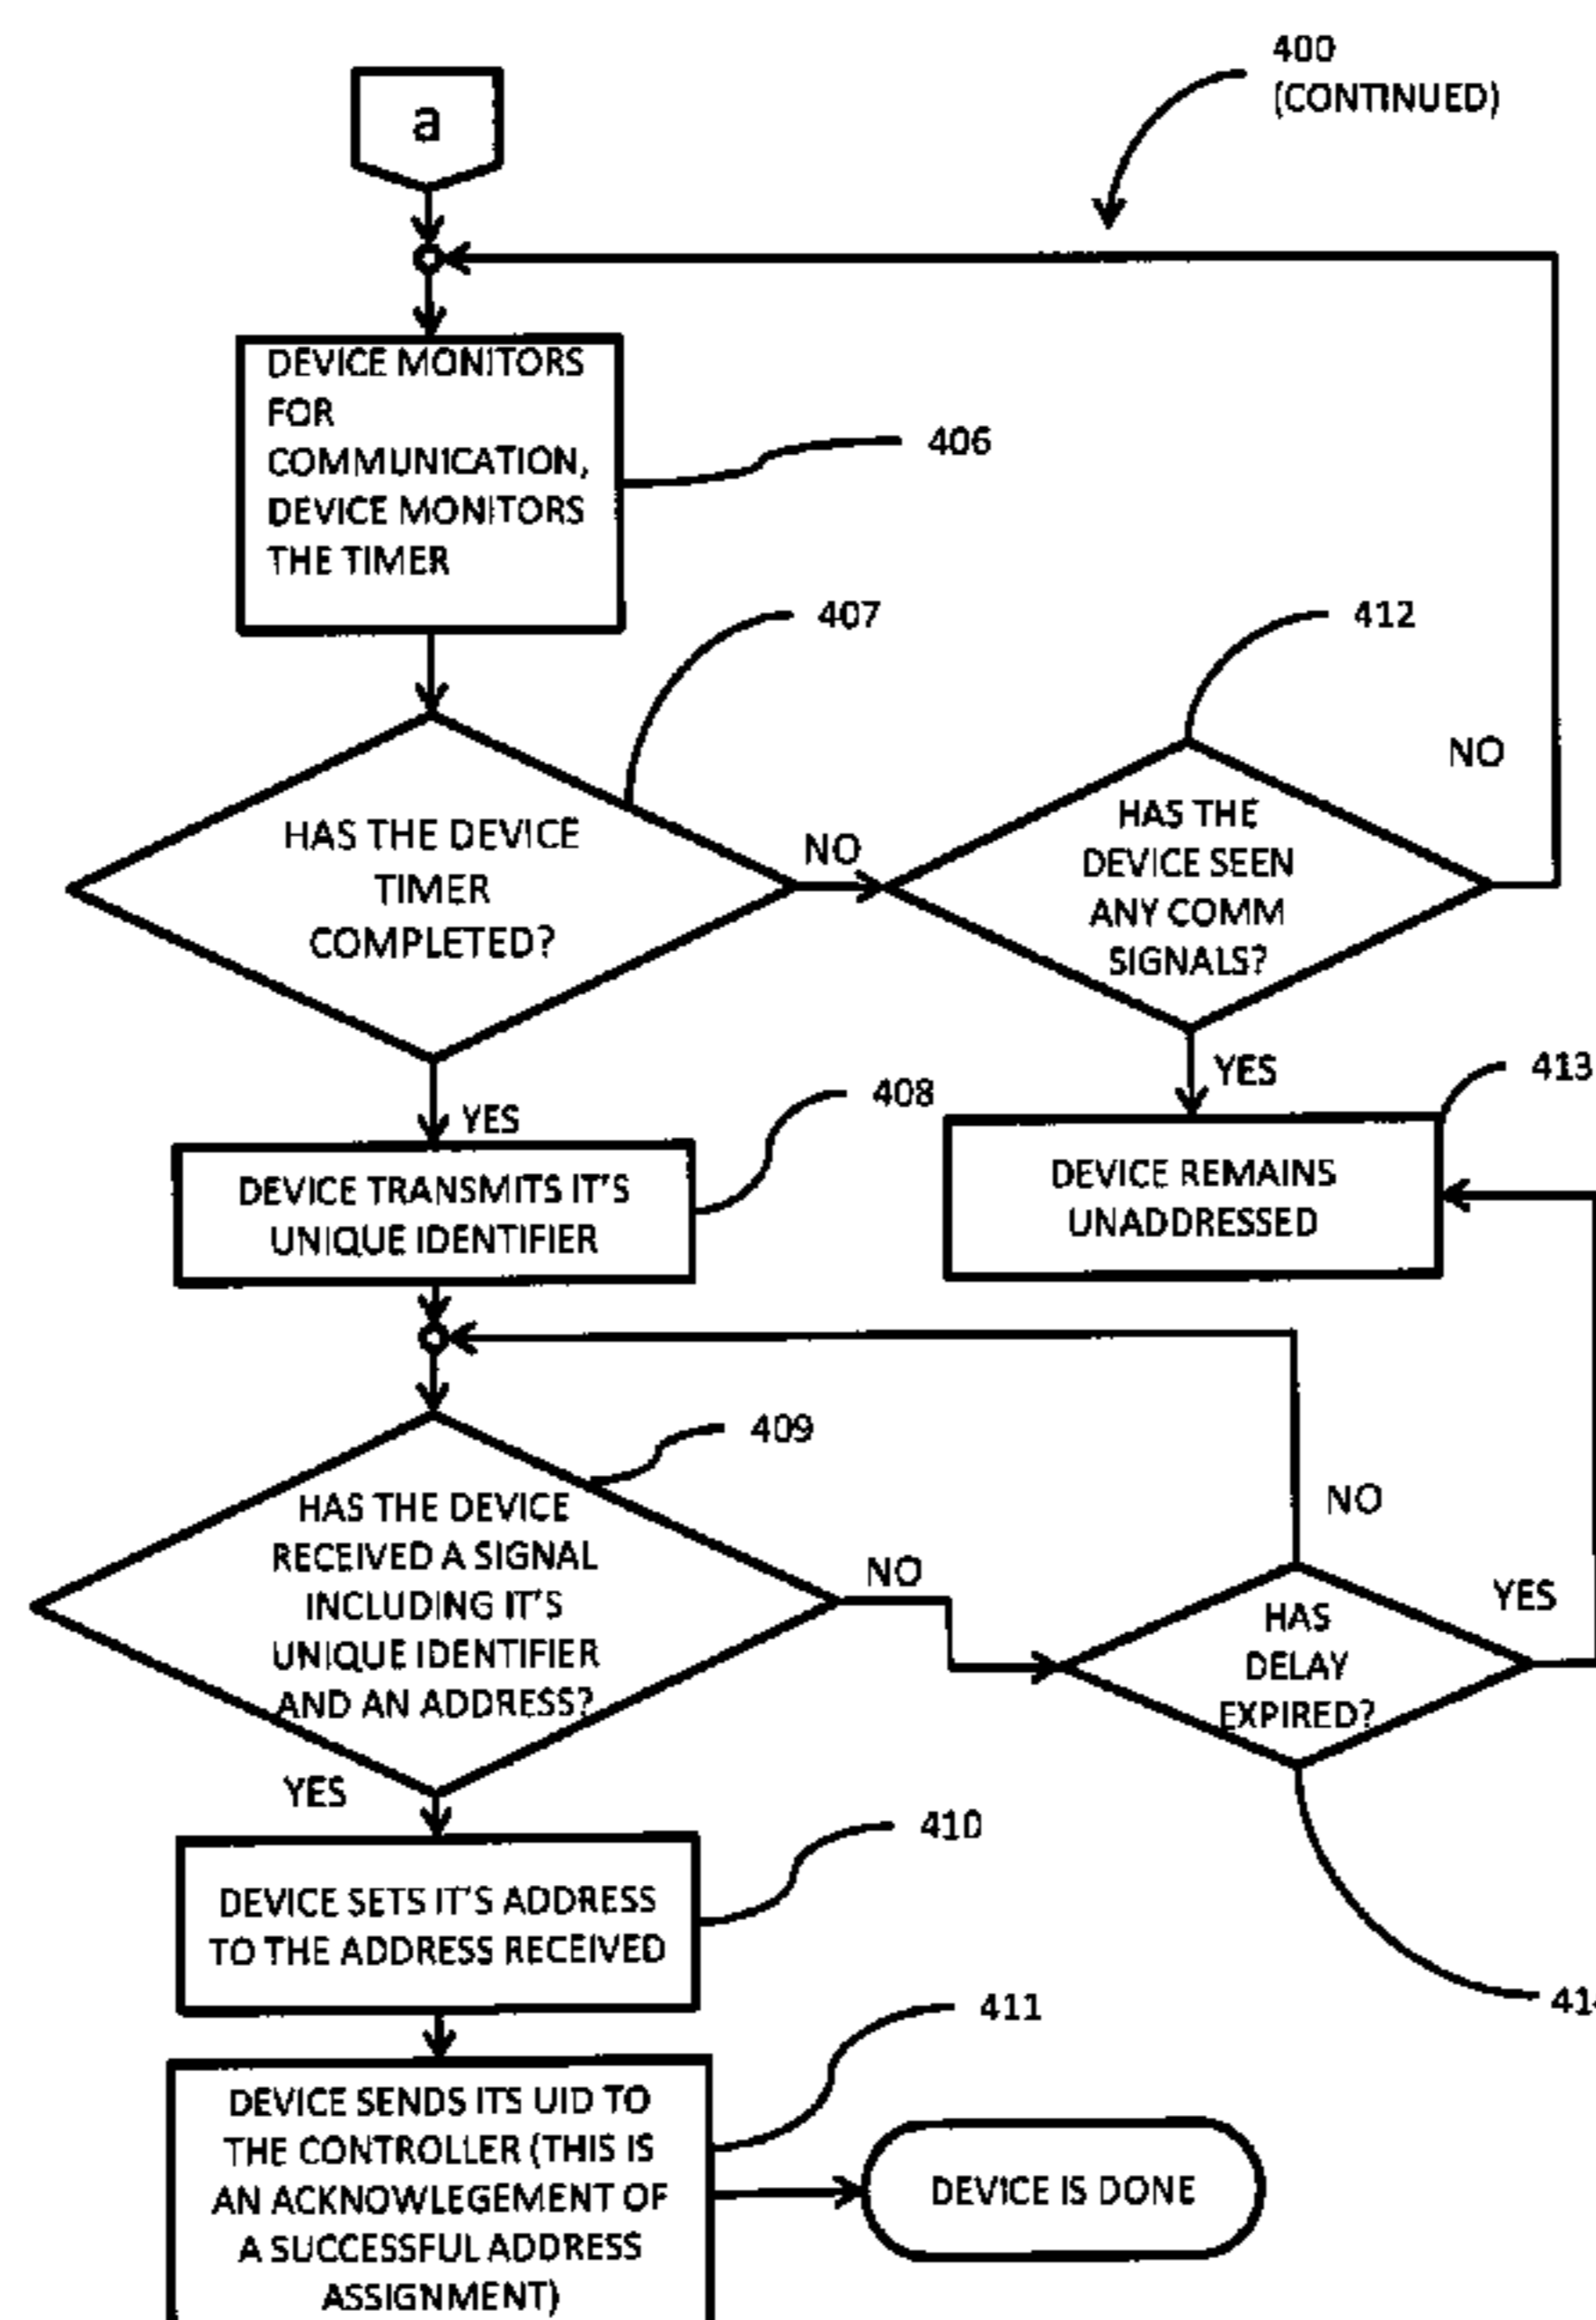 400
(CONTINUED)
a
DEVICE MONITORS
FOR
COMMUNICATION,
DEVICE MONITORS
THE TIMER
406
407
412
HAS THE DEVICE
TIMER
COMPLETED?
NO
HAS THE
DEVICE SEEN
ANY COMM
SIGNALS?
NO
YES
YES
408
413
DEVICE TRANSMITS IT'S
UNIQUE IDENTIFIER
DEVICE REMAINS
UNADDRESSED
409
HAS THE DEVICE
RECEIVED A SIGNAL
INCLUDING IT'S
UNIQUE IDENTIFIER
AND AN ADDRESS?
NO
NO
HAS
DELAY
EXPIRED?
YES
YES
410
DEVICE SETS IT'S ADDRESS
TO THE ADDRESS RECEIVED
411
DEVICE SENDS ITS UID TO
THE CONTROLLER (THIS IS
AN ACKNOWLEGEMENT OF
A SUCCESSFUL ADDRESS
ASSIGNMENT)
DEVICE IS DONE